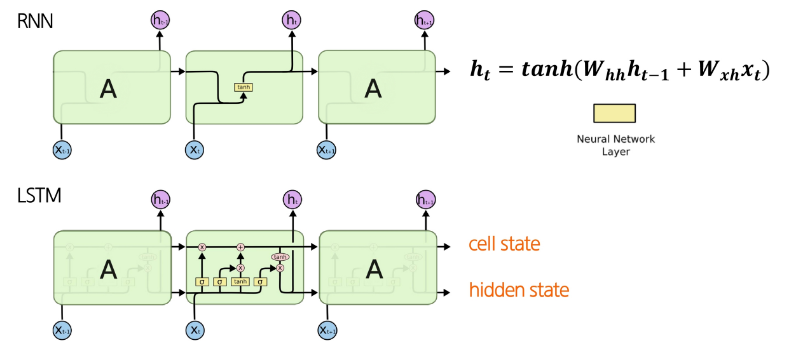 RNN
h_{t-1} h_t h_{t+1}
A tanh A
h_t = tanh(W_{hh}h_{t-1} + W_{xh}x_t)
X_{t-1} X_t X_{t+1}
Neural Network
Layer
LSTM
h_{t-1} h_t h_{t+1}
x +
cell state
A tanh A
x x
σ σ tanh σ
hidden state
X_{t-1} X_t X_{t+1}